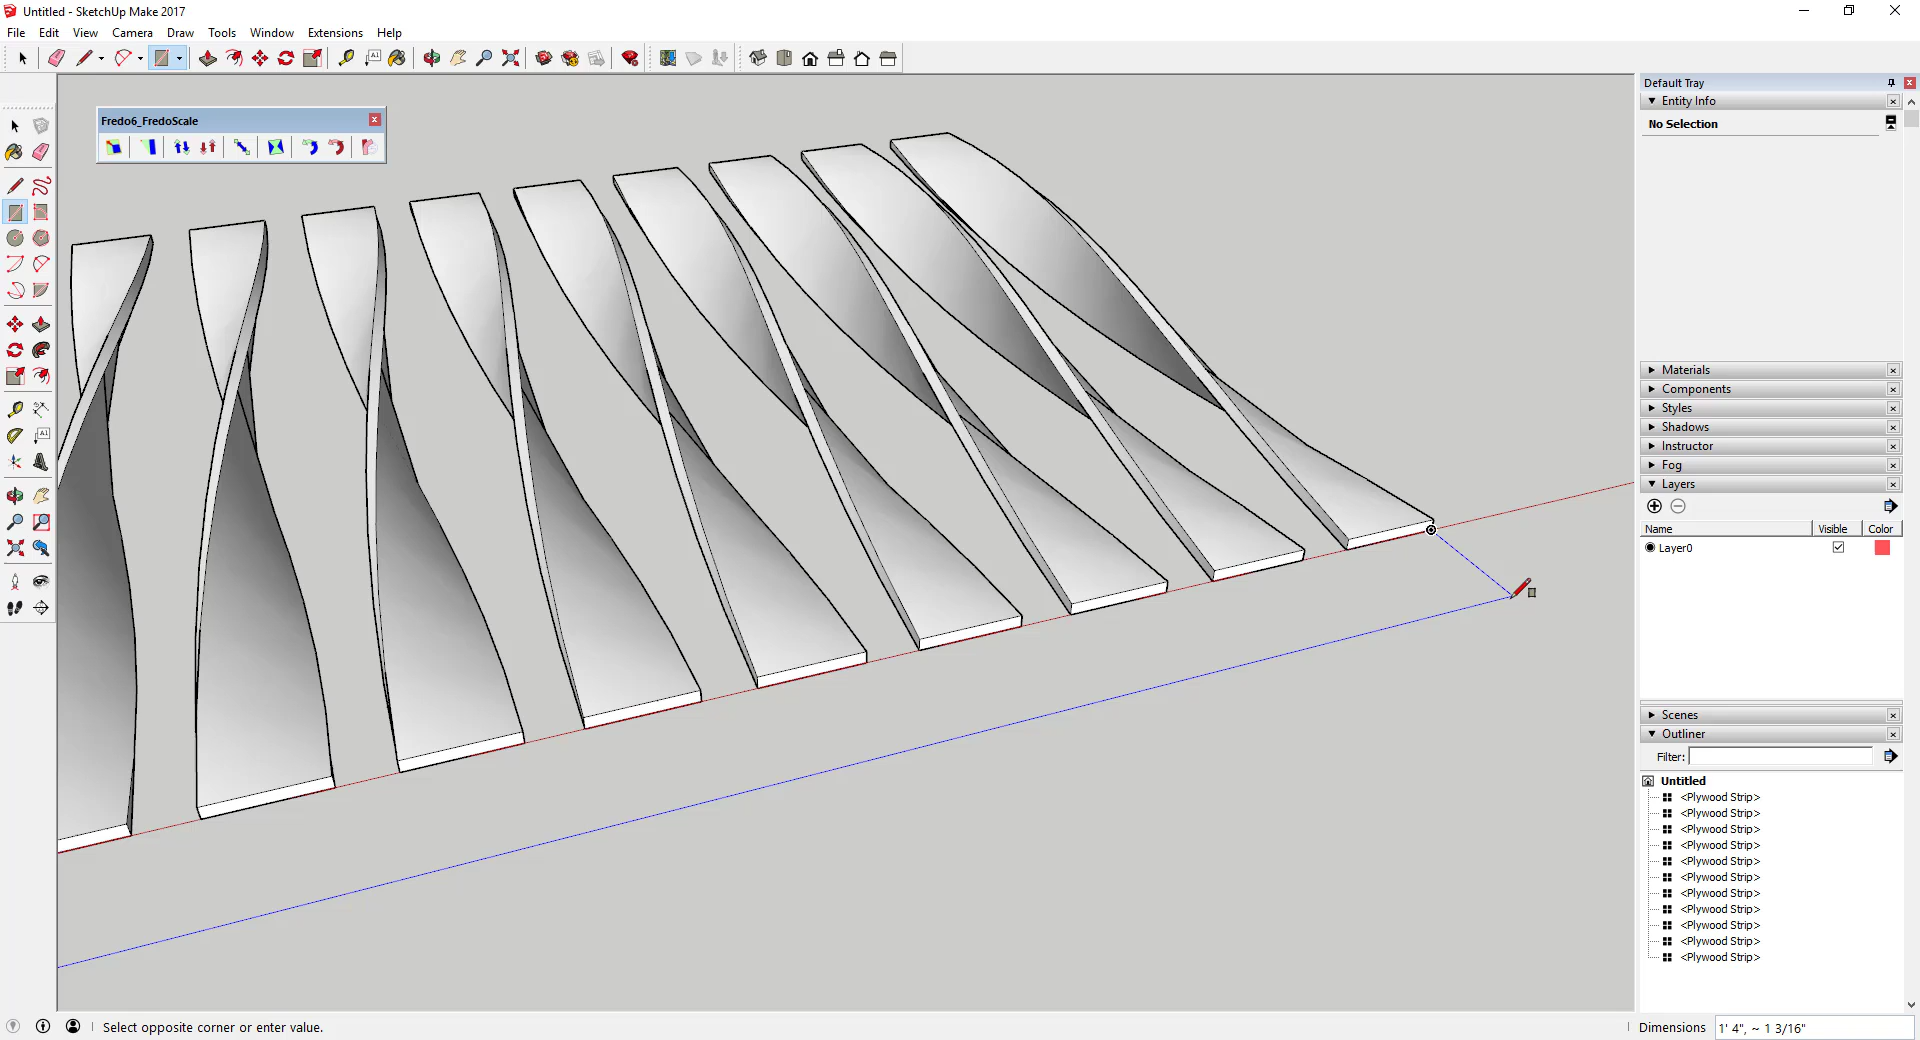 Untitled - SketchUp Make 2017
File Edit View Camera Draw Tools Window Extensions Help
A1
Default Tray
Entity Info
No Selection
Fredo6_FredoScale
Materials
Components
Styles
Shadows
Instructor
Fog
Layers
Name Visible Color
Layer0
A1
Scenes
Outliner
Filter:
Untitled
<Plywood Strip>
<Plywood Strip>
<Plywood Strip>
<Plywood Strip>
<Plywood Strip>
<Plywood Strip>
<Plywood Strip>
<Plywood Strip>
<Plywood Strip>
<Plywood Strip>
<Plywood Strip>
Select opposite corner or enter value.
Dimensions 1' 4", ~ 1 3/16"